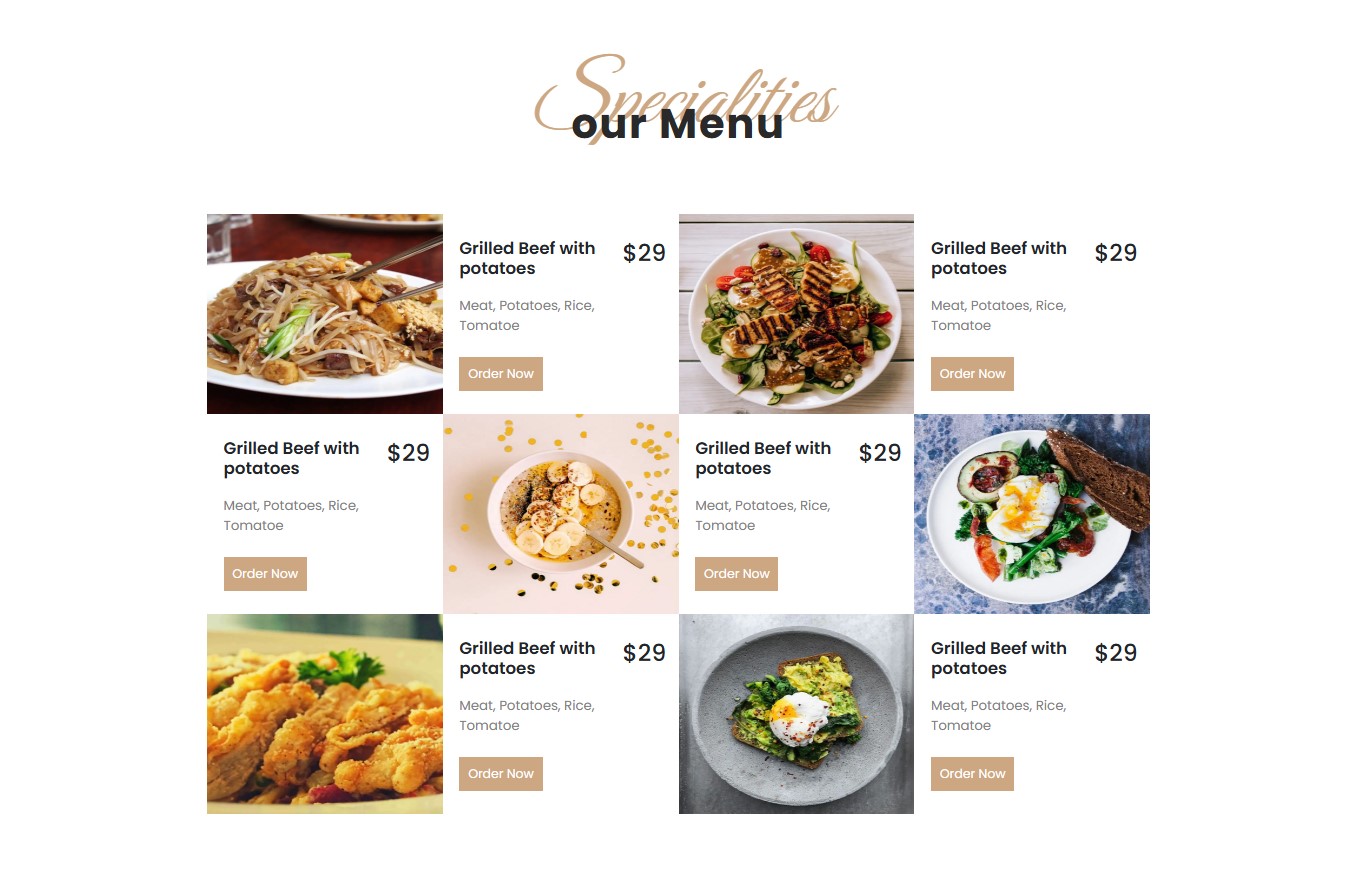 Specialities
our Menu
Grilled Beef with
potatoes
$29
Meat, Potatoes, Rice,
Tomatoe
Order Now
Grilled Beef with
potatoes
$29
Meat, Potatoes, Rice,
Tomatoe
Order Now
Grilled Beef with
potatoes
$29
Meat, Potatoes, Rice,
Tomatoe
Order Now
Grilled Beef with
potatoes
$29
Meat, Potatoes, Rice,
Tomatoe
Order Now
Grilled Beef with
potatoes
$29
Meat, Potatoes, Rice,
Tomatoe
Order Now
Grilled Beef with
potatoes
$29
Meat, Potatoes, Rice,
Tomatoe
Order Now